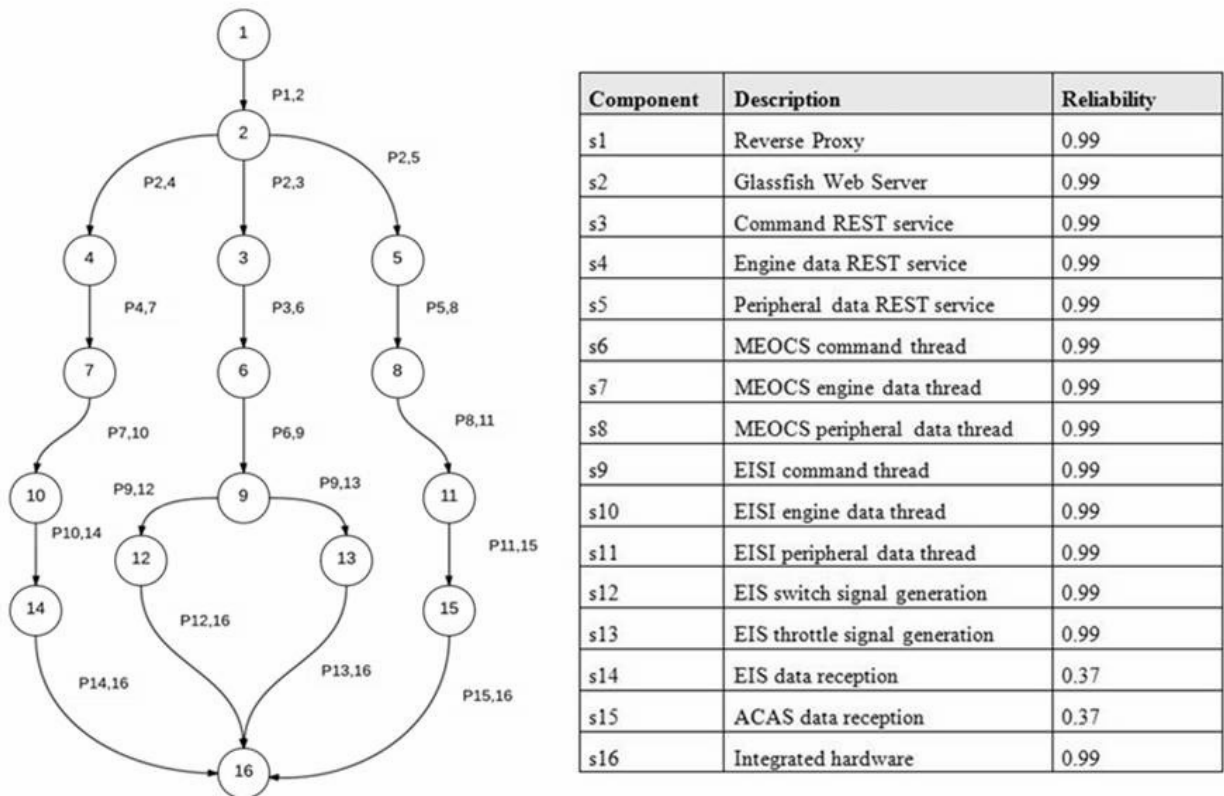 1
P1,2
2
P2,4
P2,3
P2,5
4
3
5
P4,7
P3,6
P5,8
7
6
8
P7,10
P6,9
P8,11
10
P9,12
9
P9,13
11
P10,14
12
13
P11,15
14
P12,16
P13,16
15
P14,16
P15,16
16
Component Description Reliability
s1 Reverse Proxy 0.99
s2 Glassfish Web Server 0.99
s3 Command REST service 0.99
s4 Engine data REST service 0.99
s5 Peripheral data REST service 0.99
s6 MEOCS command thread 0.99
s7 MEOCS engine data thread 0.99
s8 MEOCS peripheral data thread 0.99
s9 EISI command thread 0.99
s10 EISI engine data thread 0.99
s11 EISI peripheral data thread 0.99
s12 EIS switch signal generation 0.99
s13 EIS throttle signal generation 0.99
s14 EIS data reception 0.37
s15 ACAS data reception 0.37
s16 Integrated hardware 0.99